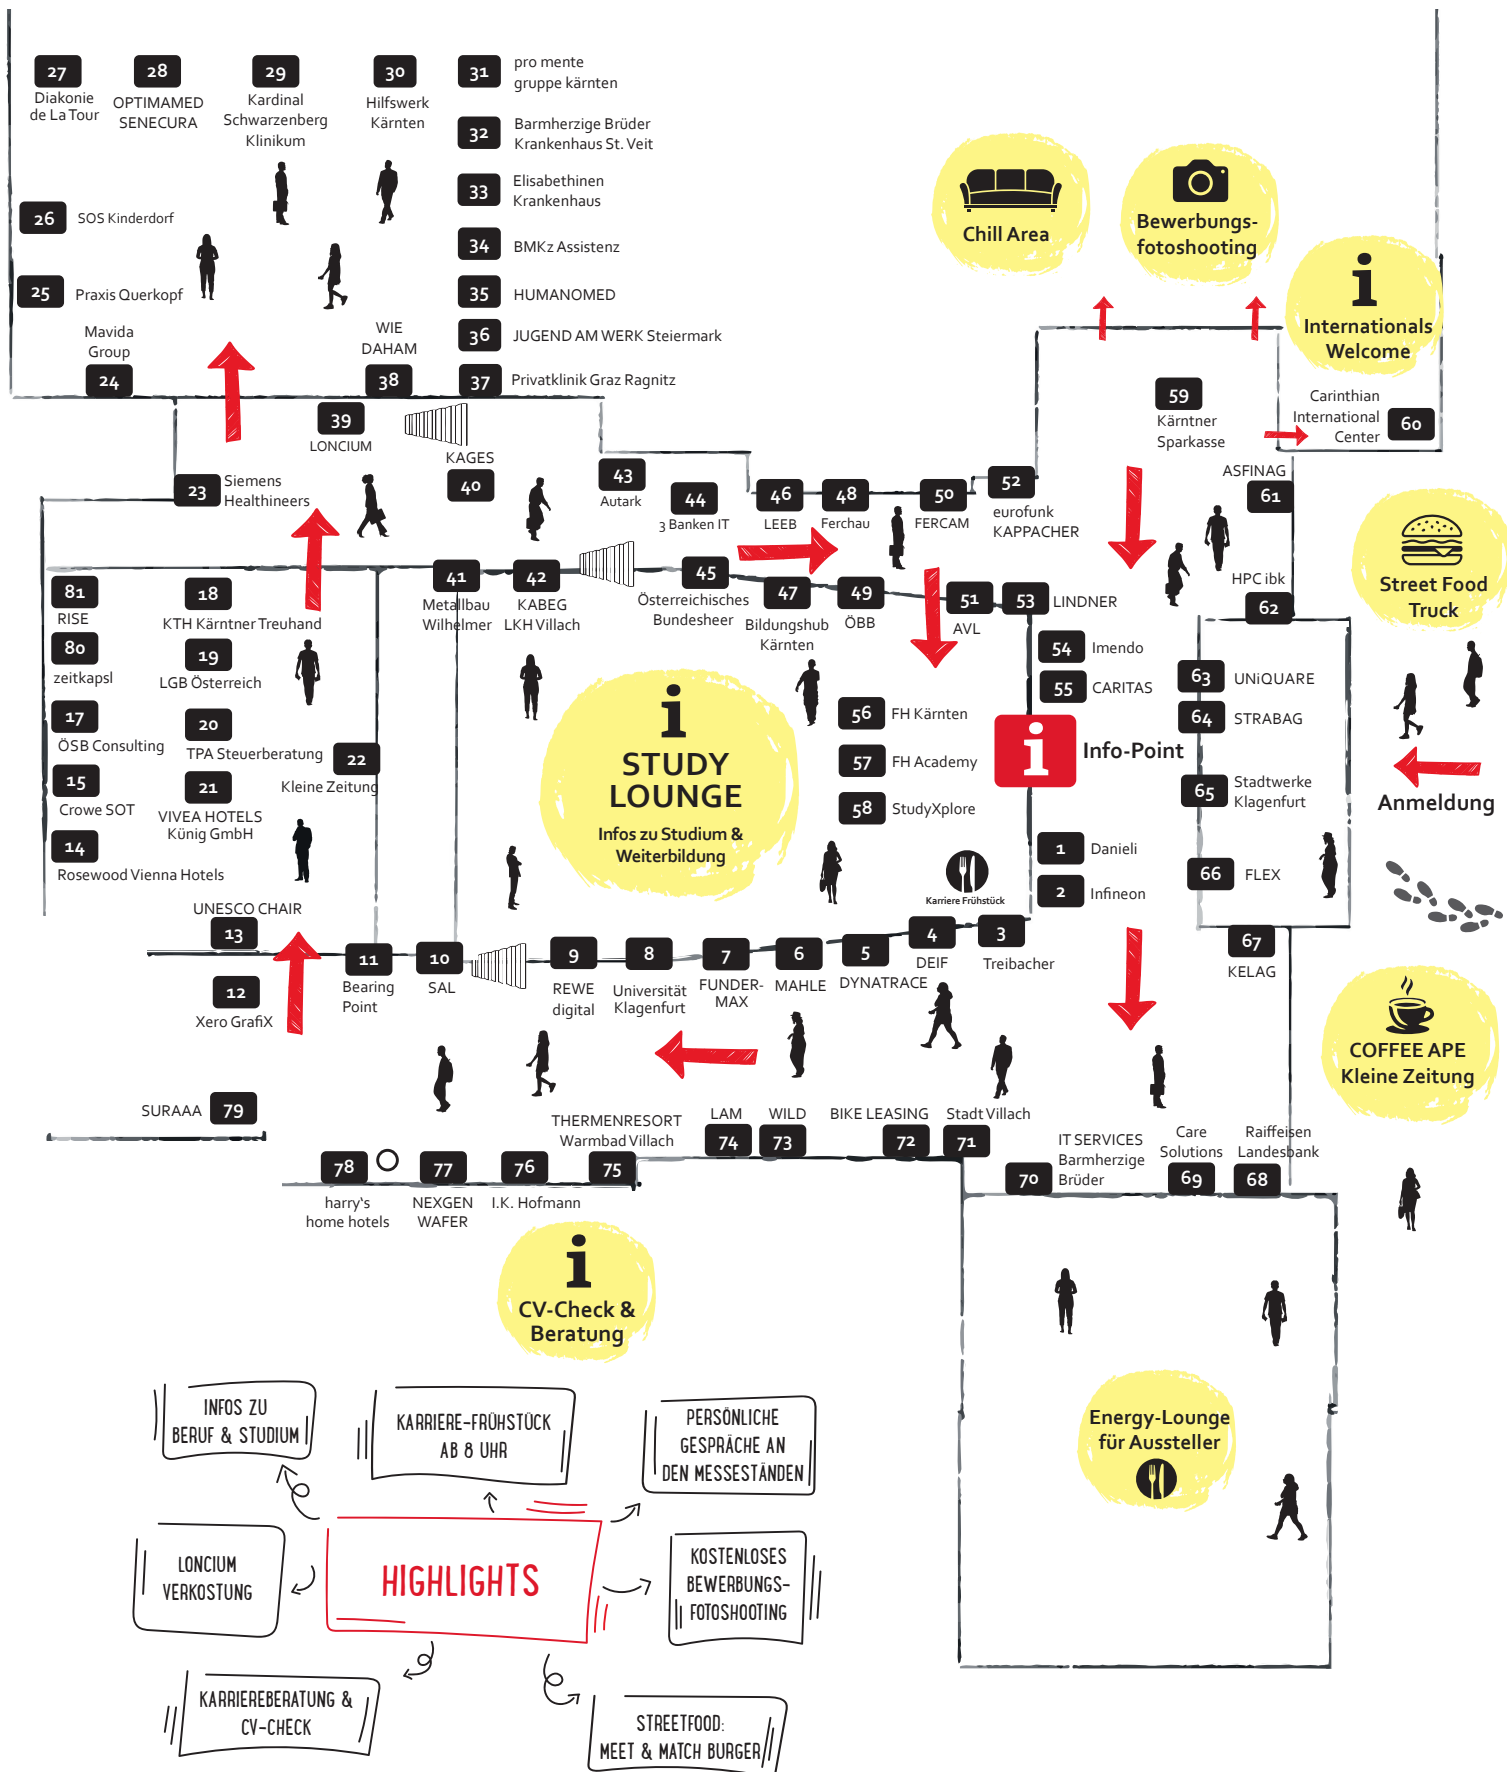 27
Diakonie
de La Tour
28
OPTIMAMED
SENECURA
29
Kardinal
Schwarzenberg
Klinikum
30
Hilfswerk
Kärnten
31
pro mente
gruppe kärnten
32
Barmherzige Brüder
Krankenhaus St. Veit
33
Elisabethinen
Krankenhaus
34
BMKz Assistenz
35
HUMANOMED
36
JUGEND AM WERK Steiermark
37
Privatklinik Graz Ragnitz
26
SOS Kinderdorf
25
Praxis Querkopf
Mavida
Group
24
WIE
DAHAM
38
39
LONCIUM
KAGES
40
23
Siemens
Healthineers
Chill Area
Bewerbungs-
fotoshooting
i
Internationals
Welcome
59
Kärntner
Sparkasse
Carinthian
International
Center
60
ASFINAG
61
43
Autark
44
3 Banken IT
46
LEEB
48
Ferchau
50
FERCAM
52
eurofunk
KAPPACHER
HPC ibk
62
Street Food
Truck
81
RISE
80
zeitkapsl
17
ÖSB Consulting
15
Crowe SOT
14
Rosewood Vienna Hotels
18
KTH Kärntner Treuhand
19
LGB Österreich
20
TPA Steuerberatung
21
VIVEA HOTELS
Künig GmbH
22
Kleine Zeitung
41
Metallbau
Wilhelmer
42
KABEG
LKH Villach
45
Österreichisches
Bundesheer
47
Bildungshub
Kärnten
49
ÖBB
51
AVL
53
LINDNER
54
Imendo
55
CARITAS
i
STUDY
LOUNGE
Infos zu Studium &
Weiterbildung
56
FH Kärnten
57
FH Academy
58
StudyXplore
i
Info-Point
63
UNiQUARE
64
STRABAG
65
Stadtwerke
Klagenfurt
66
FLEX
67
KELAG
Anmeldung
Karriere Frühstück
1
Danieli
2
Infineon
UNESCO CHAIR
13
12
Xero GrafiX
11
Bearing
Point
10
SAL
9
REWE
digital
8
Universität
Klagenfurt
7
FUNDER-
MAX
6
MAHLE
5
DYNATRACE
4
DEIF
3
Treibacher
COFFEE APE
Kleine Zeitung
SURAAA
79
78
harry's
home hotels
77
NEXGEN
WAFER
76
I.K. Hofmann
THERMENRESORT
Warmbad Villach
75
LAM
74
WILD
73
BIKE LEASING
72
Stadt Villach
71
70
IT SERVICES
Barmherzige
Brüder
Care
Solutions
69
Raiffeisen
Landesbank
68
i
CV-Check &
Beratung
Energy-Lounge
für Aussteller
INFOS ZU
BERUF & STUDIUM
KARRIERE-FRÜHSTÜCK
AB 8 UHR
PERSÖNLICHE
GESPRÄCHE AN
DEN MESSESTÄNDEN
LONCIUM
VERKOSTUNG
HIGHLIGHTS
KOSTENLOSES
BEWERBUNGS-
FOTOSHOOTING
KARRIEREBERATUNG &
CV-CHECK
STREETFOOD:
MEET & MATCH BURGER